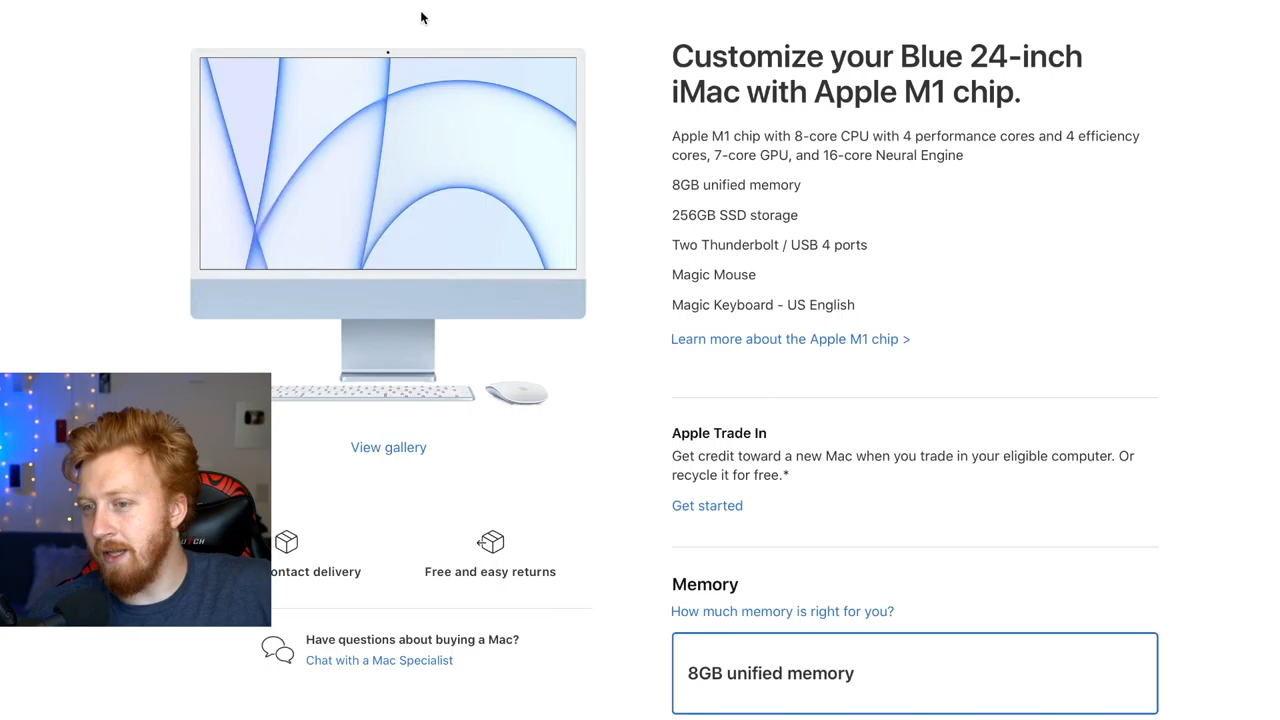 Customize your Blue 24-inch
iMac with Apple M1 chip.
Apple M1 chip with 8-core CPU with 4 performance cores and 4 efficiency
cores, 7-core GPU, and 16-core Neural Engine
8GB unified memory
256GB SSD storage
Two Thunderbolt / USB 4 ports
Magic Mouse
Magic Keyboard - US English
Learn more about the Apple M1 chip >
View gallery
Apple Trade In
Get credit toward a new Mac when you trade in your eligible computer. Or
recycle it for free.*
Get started
ontact delivery
Free and easy returns
Have questions about buying a Mac?
Chat with a Mac Specialist
Memory
How much memory is right for you?
8GB unified memory